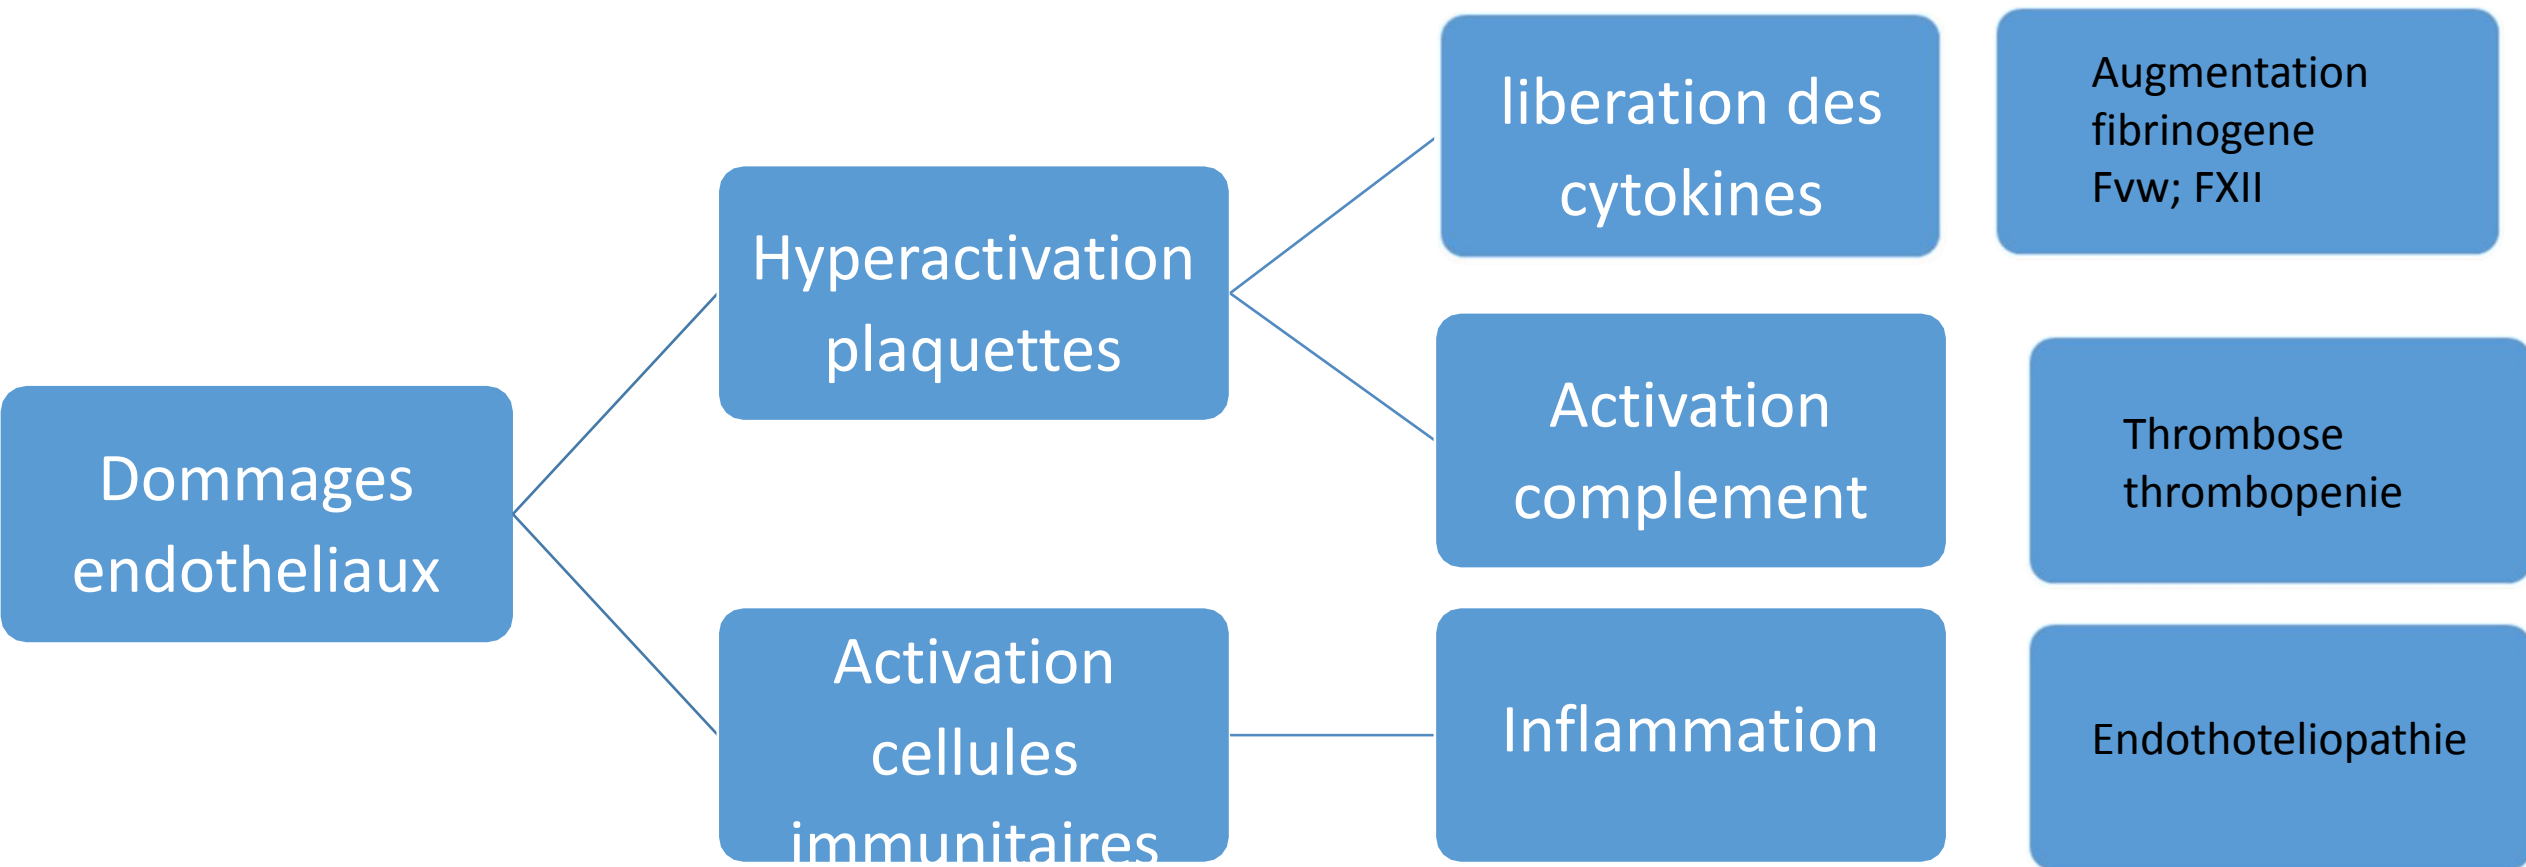 Dommages
endotheliaux
Hyperactivation
plaquettes
Activation
cellules
immunitaires
liberation des
cytokines
Activation
complement
Inflammation
Augmentation
fibrinogene
Fvw; FXII
Thrombose
thrombopenie
Endothoteliopathie